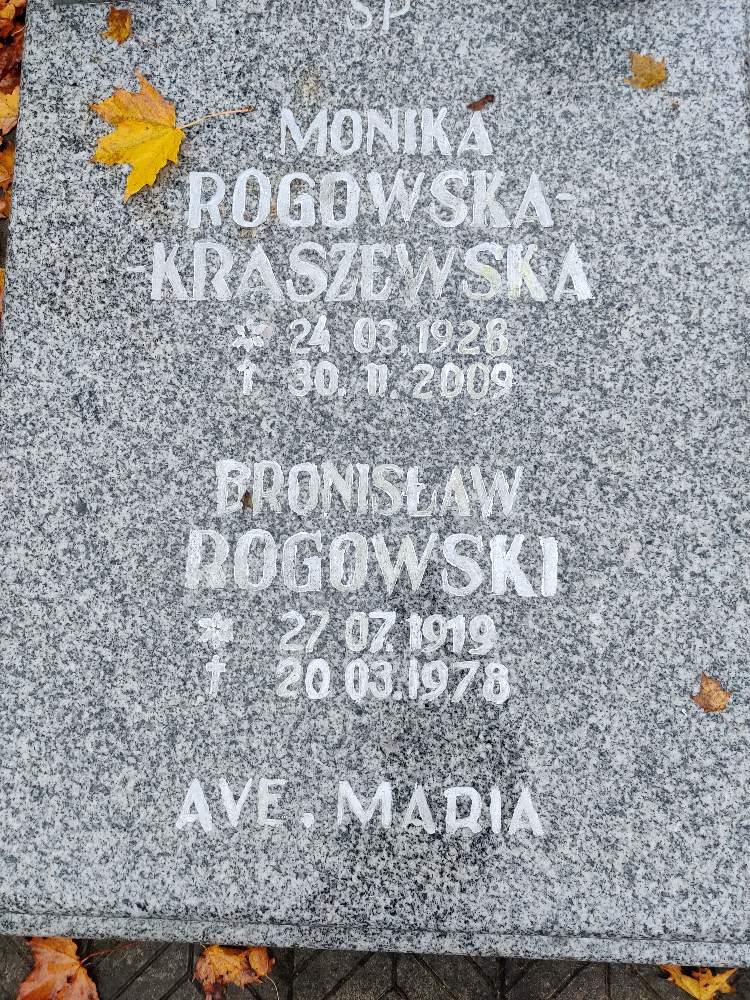 SP
MONIKA
ROGOWSKA-
-KRASZEWSKA
* 24 03.1928
† 30. 11. 2009
BRONISŁAW
ROGOWSKI
* 27 07.1919
† 20 03.1978
AVE. MARIA